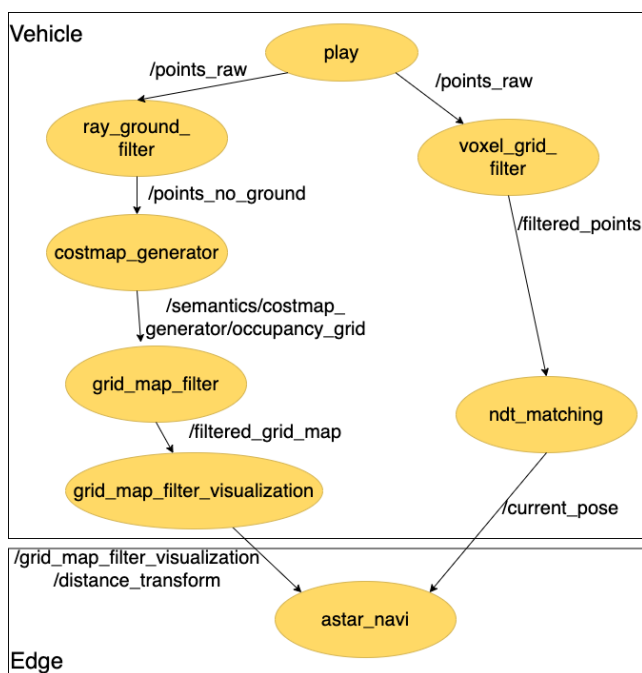 Vehicle
play
/points_raw
/points_raw
ray_ground_
filter
voxel_grid_
filter
/points_no_ground
/filtered_points
costmap_generator
/semantics/costmap_
generator/occupancy_grid
grid_map_filter
ndt_matching
/filtered_grid_map
grid_map_filter_visualization
/current_pose
/grid_map_filter_visualization
/distance_transform
astar_navi
Edge